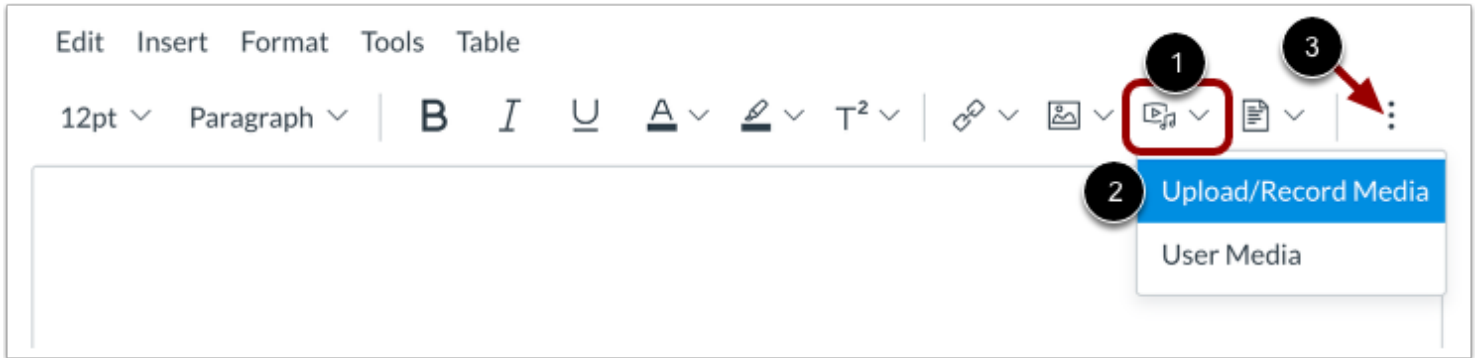 Edit Insert Format Tools Table
1
3
12pt Paragraph B I U A T²
2
Upload/Record Media
User Media